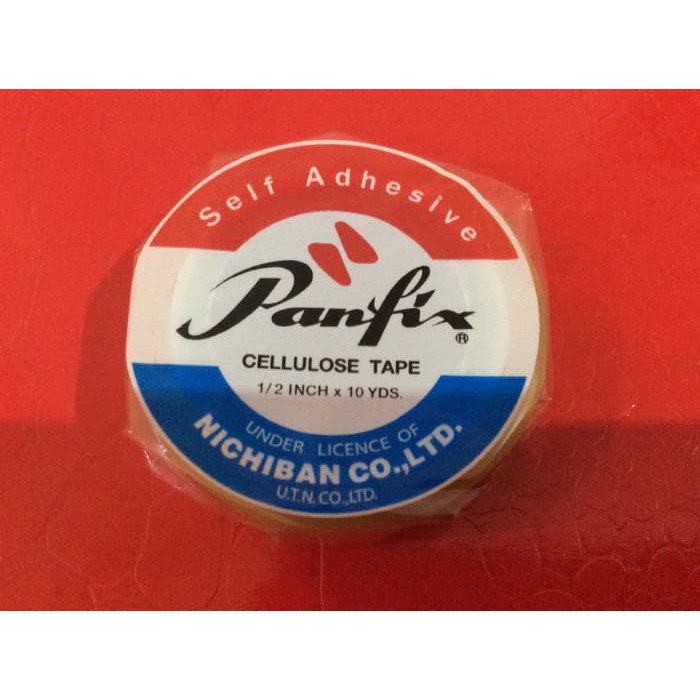 Self Adhesive
Panfix®
CELLULOSE TAPE
1/2 INCH x 10 YDS.
UNDER LICENCE OF
NICHIBAN CO.,LTD.
U.T.N. CO.,LTD.